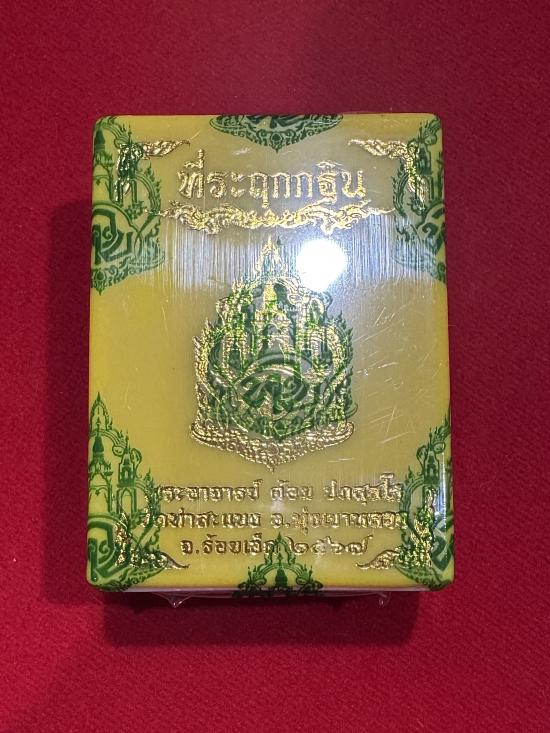 ที่ระฤกกฐิน
พระอาจารย์ ต้อม ปภสฺสโร
วัดท่าสะแบง อ.ทุ่งเขาหลวง
จ.ร้อยเอ็ด ๒๕๖๗